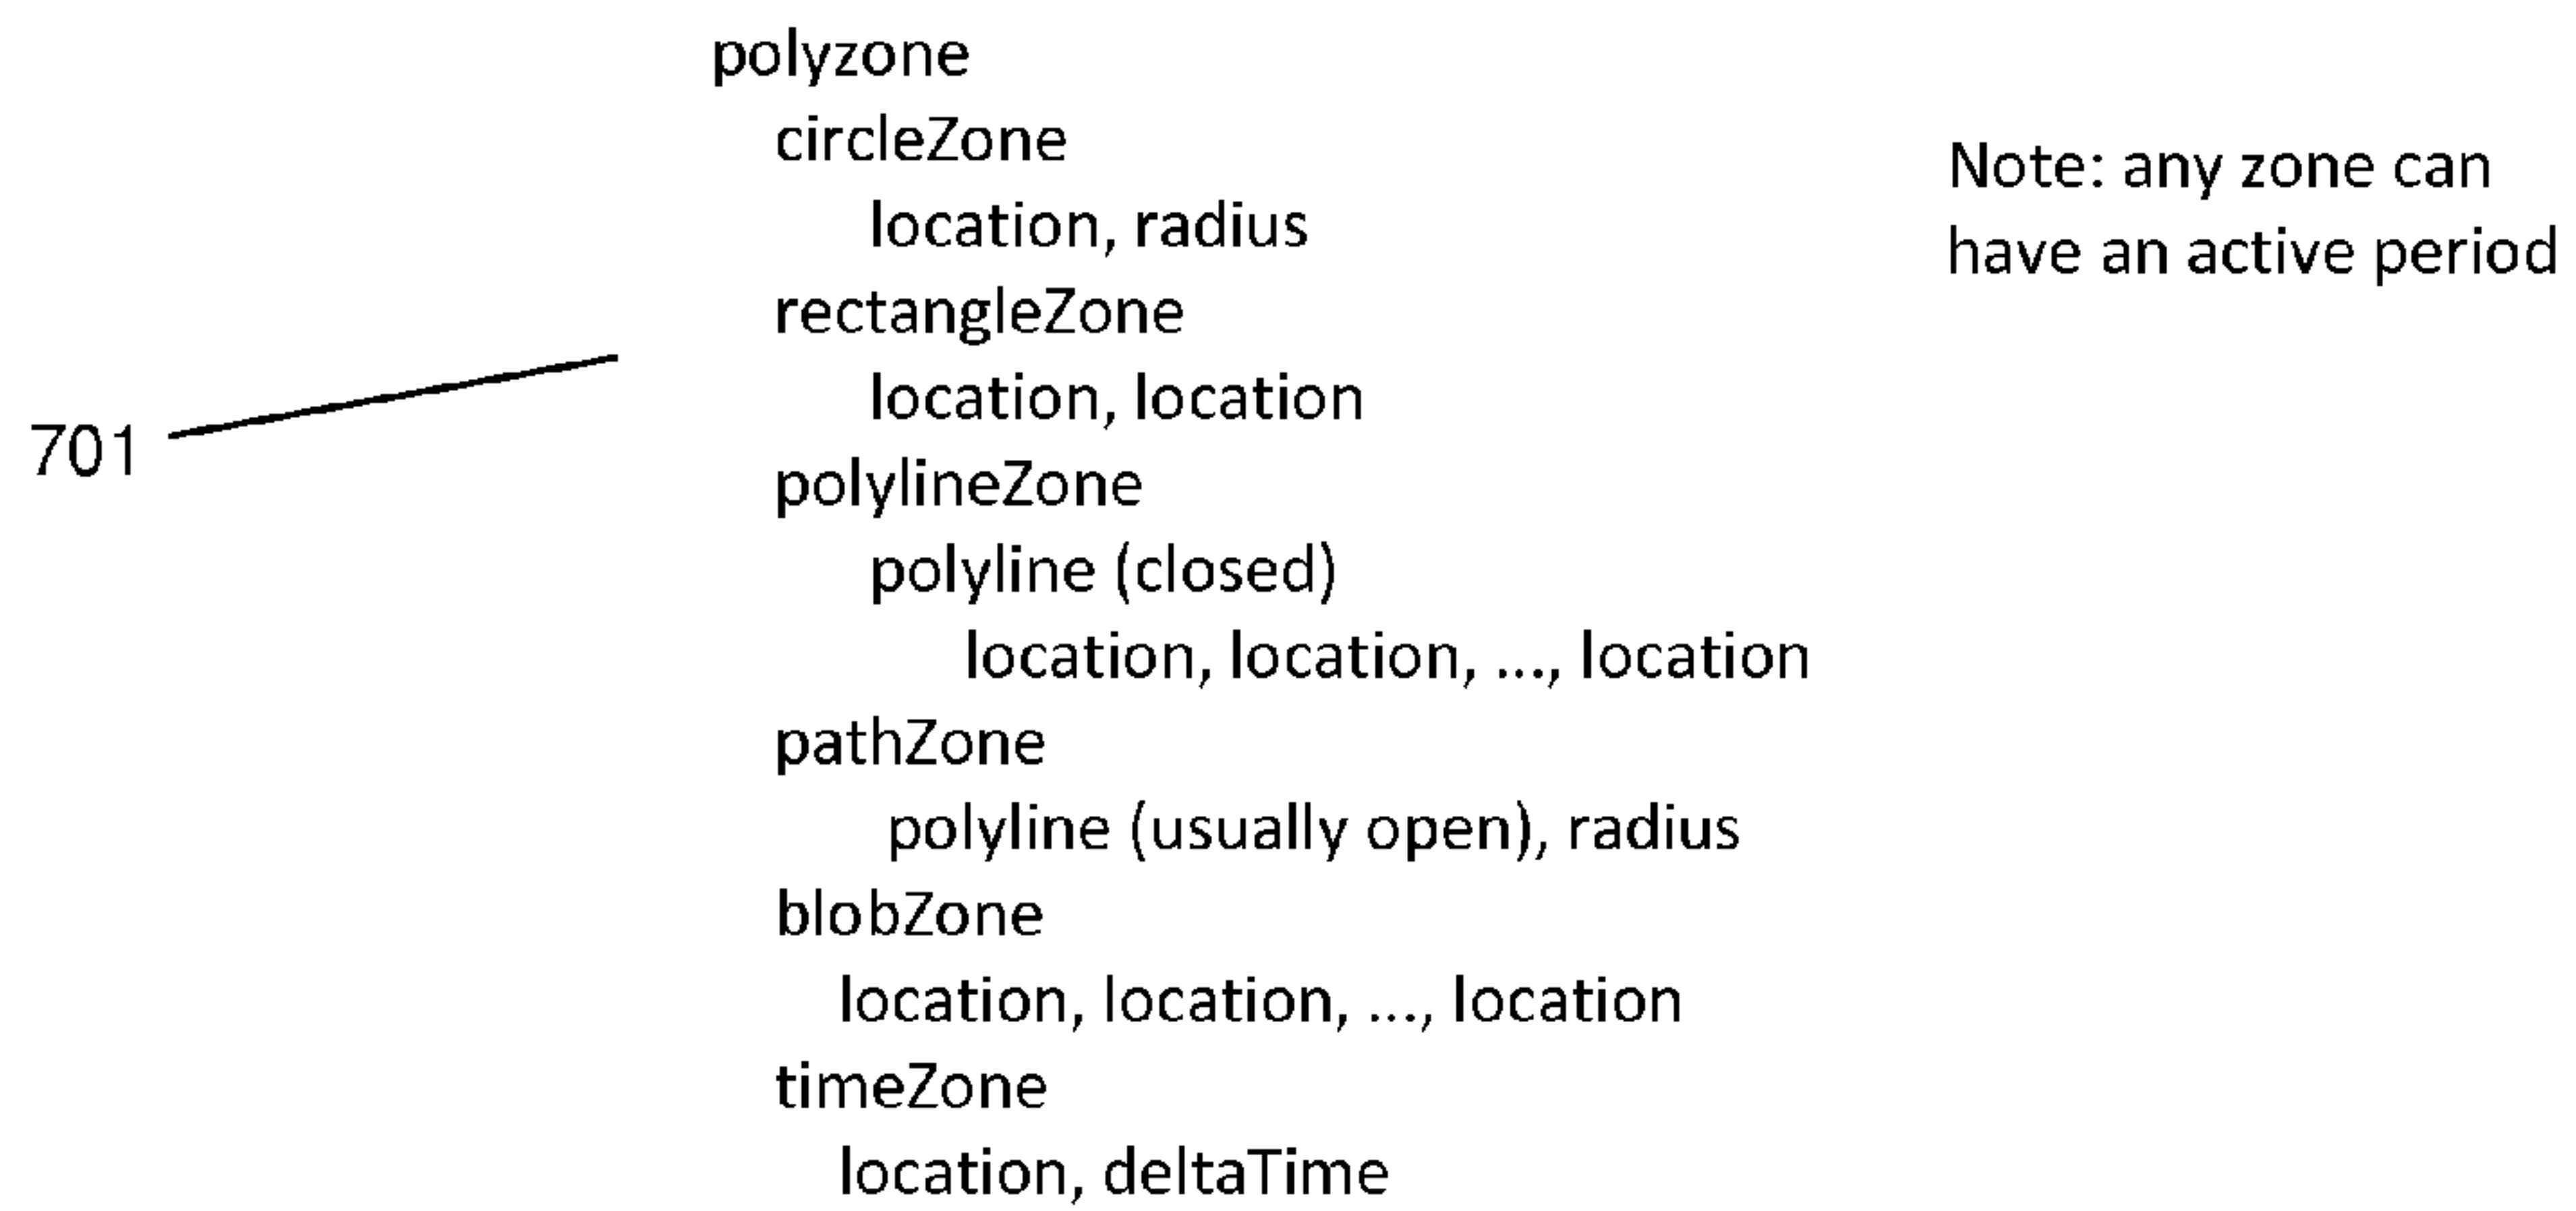 polyzone
circleZone
location, radius
rectangleZone
location, location
polylineZone
polyline (closed)
location, location, ..., location
pathZone
polyline (usually open), radius
blobZone
location, location, ..., location
timeZone
location, deltaTime
Note: any zone can
have an active period
701